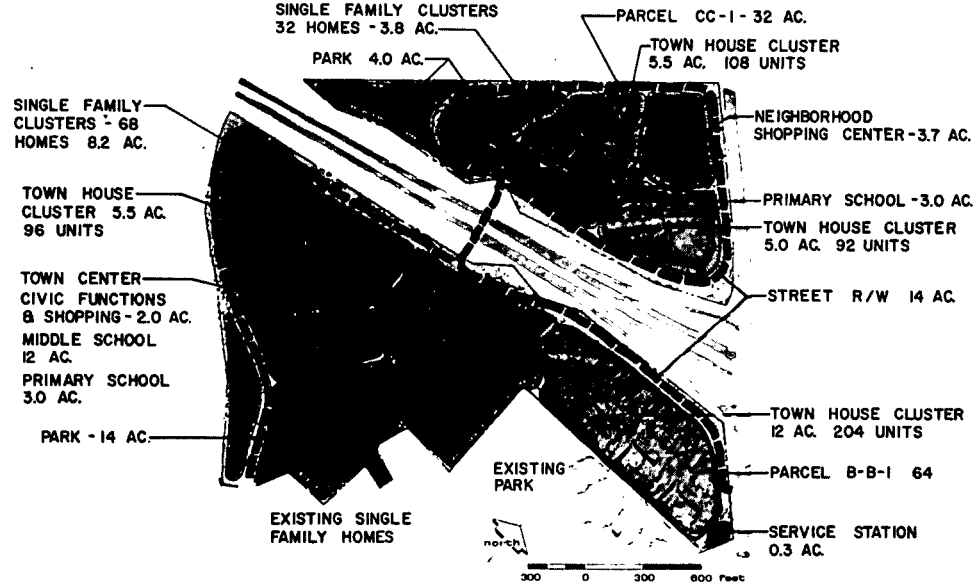 SINGLE FAMILY CLUSTERS
32 HOMES - 3.8 AC.
PARK 4.0 AC.
PARCEL CC-1-32 AC.
TOWN HOUSE CLUSTER
5.5 AC. 108 UNITS
SINGLE FAMILY
CLUSTERS - 68
HOMES 8.2 AC.
NEIGHBORHOOD
SHOPPING CENTER - 3.7 AC.
TOWN HOUSE
CLUSTER 5.5 AC.
96 UNITS
PRIMARY SCHOOL - 3.0 AC.
TOWN HOUSE CLUSTER
5.0 AC. 92 UNITS
TOWN CENTER
CIVIC FUNCTIONS
& SHOPPING - 2.0 AC.
MIDDLE SCHOOL
12 AC.
PRIMARY SCHOOL
3.0 AC.
STREET R/W 14 AC.
PARK - 14 AC.
TOWN HOUSE CLUSTER
12 AC. 204 UNITS
PARCEL B-B-1 64
EXISTING
PARK
EXISTING SINGLE
FAMILY HOMES
SERVICE STATION
0.3 AC.
north
300 0 300 600 feet